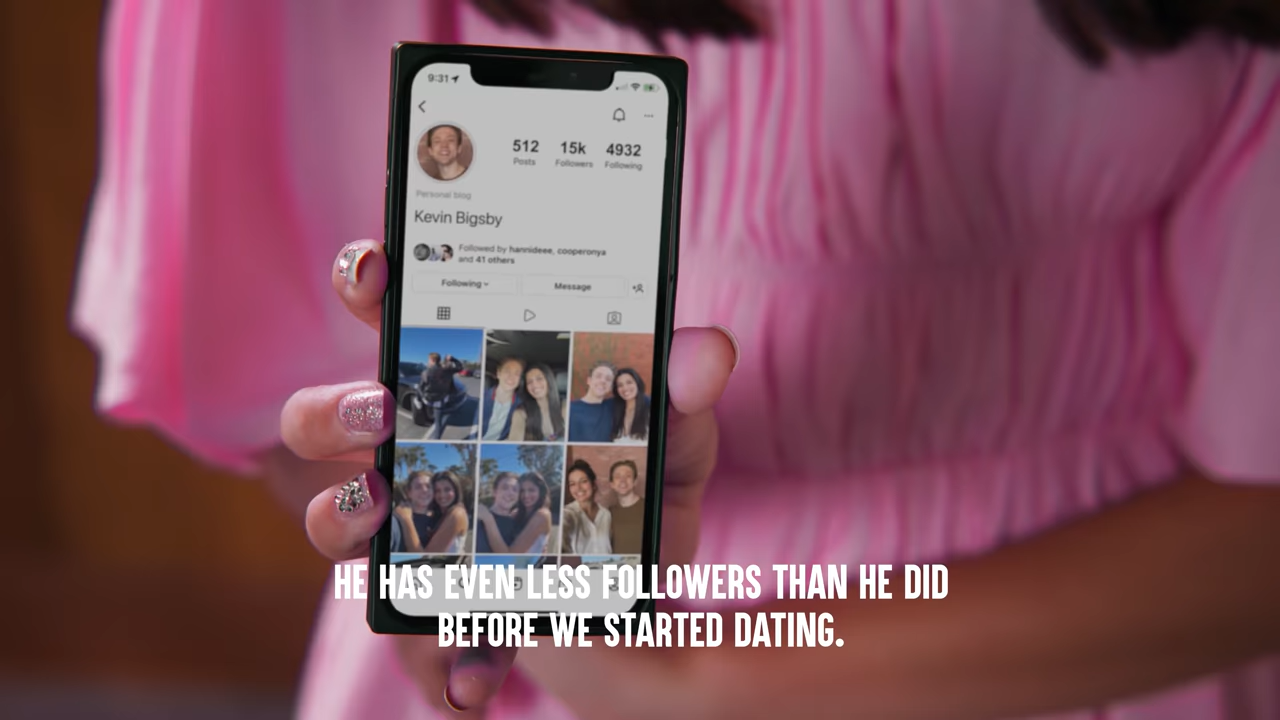 9:31
512 15k 4932
Posts Followers Following
Personal blog
Kevin Bigsby
Followed by hannideee, cooperonya
and 41 others
Following Message
HE HAS EVEN LESS FOLLOWERS THAN HE DID
BEFORE WE STARTED DATING.